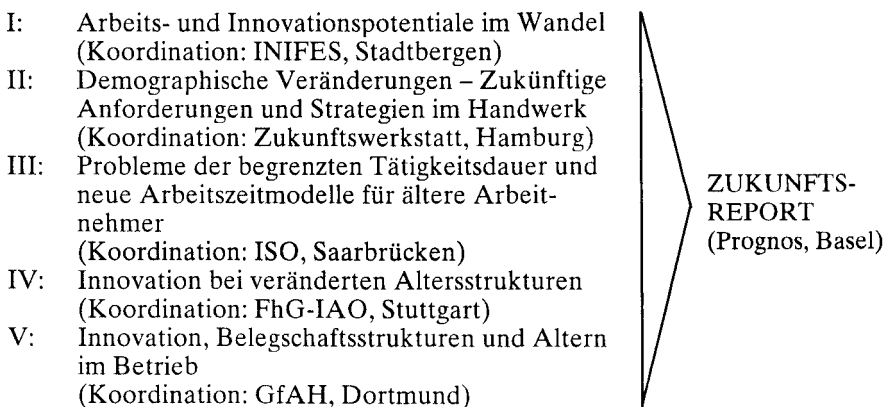 I: Arbeits- und Innovationspotentiale im Wandel
(Koordination: INIFES, Stadtbergen)
II: Demographische Veränderungen – Zukünftige
Anforderungen und Strategien im Handwerk
(Koordination: Zukunftswerkstatt, Hamburg)
III: Probleme der begrenzten Tätigkeitsdauer und
neue Arbeitszeitmodelle für ältere Arbeit-
nehmer
(Koordination: ISO, Saarbrücken)
IV: Innovation bei veränderten Altersstrukturen
(Koordination: FhG-IAO, Stuttgart)
V: Innovation, Belegschaftsstrukturen und Altern
im Betrieb
(Koordination: GfAH, Dortmund)
ZUKUNFTS-
REPORT
(Prognos, Basel)